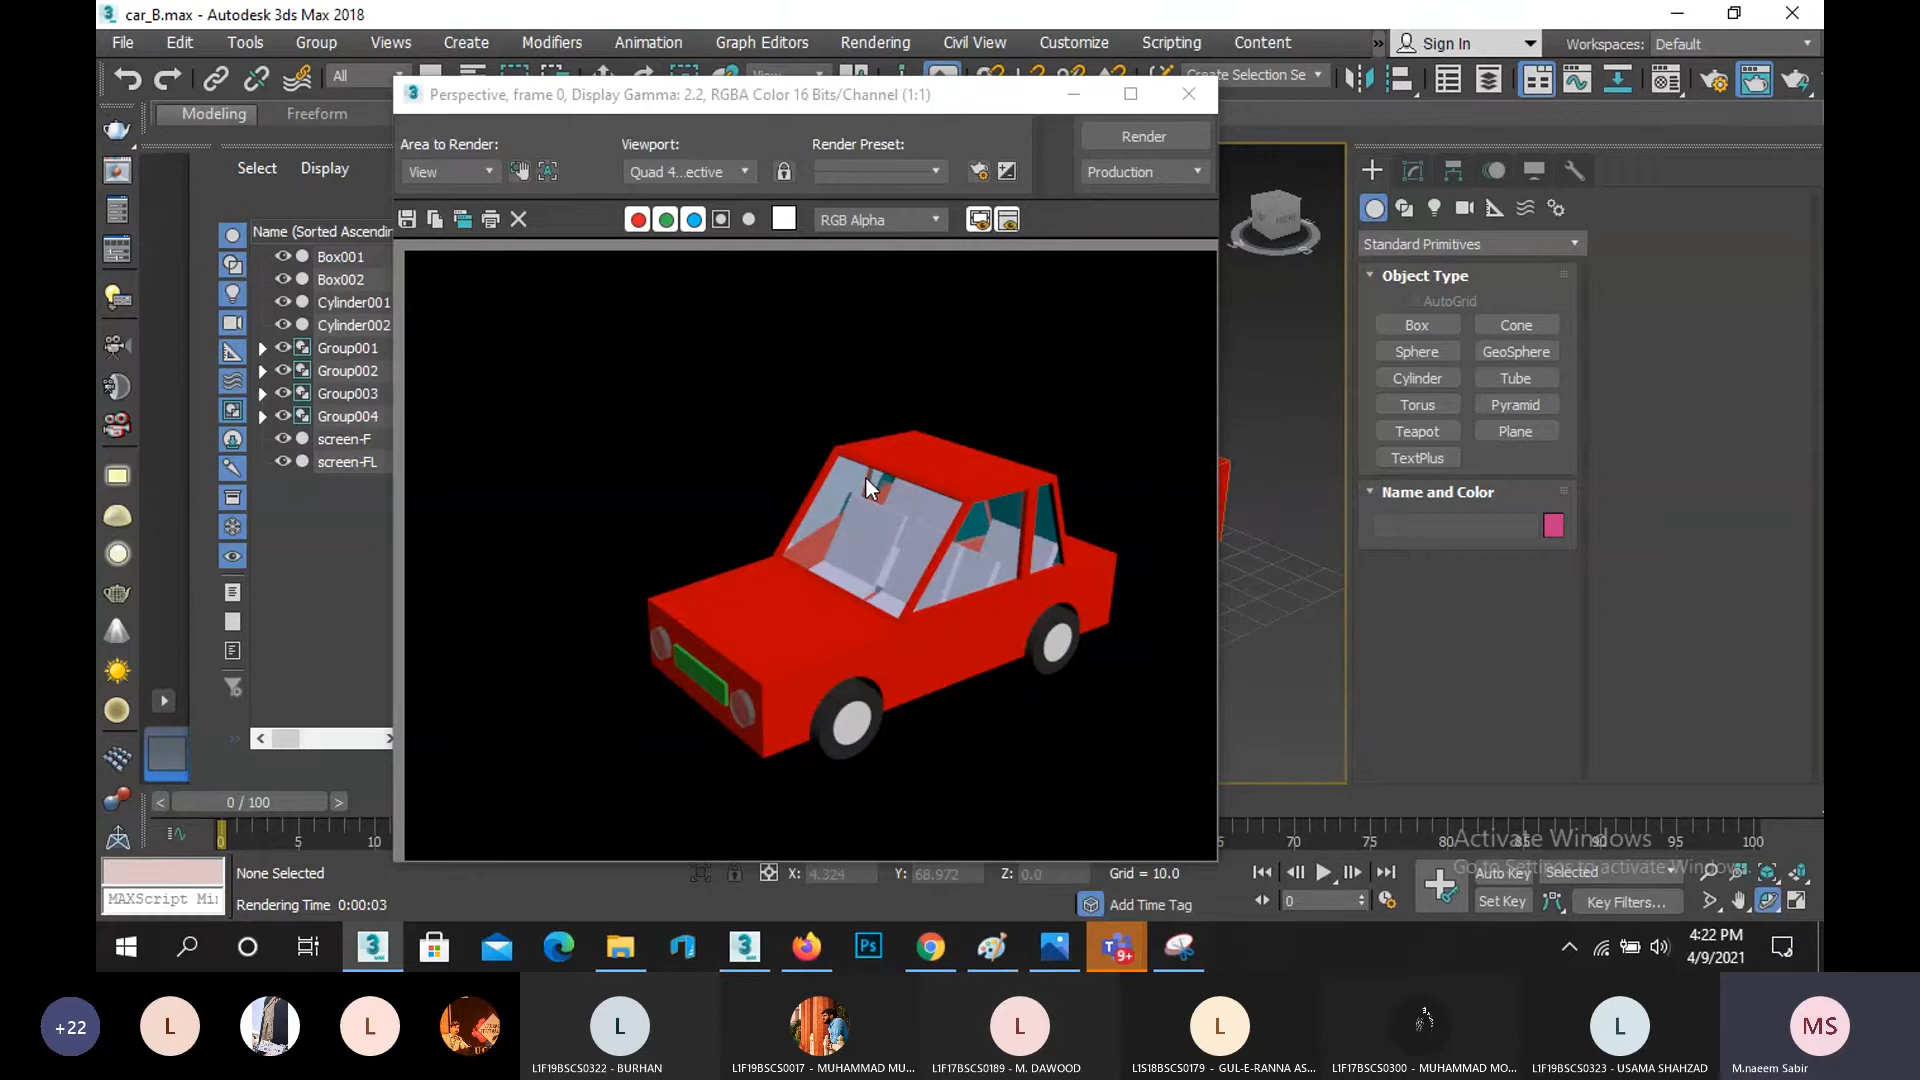 car_B.max - Autodesk 3ds Max 2018
File Edit Tools Group Views Create Modifiers Animation Graph Editors Rendering Civil View Customize Scripting Content » Sign In Workspaces: Default
All View Create Selection Se
Perspective, frame 0, Display Gamma: 2.2, RGBA Color 16 Bits/Channel (1:1)
Modeling Freeform
Area to Render: Viewport: Render Preset: Render
View Quad 4...ective Production
Select Display
RGB Alpha
Name (Sorted Ascendin
Box001
Box002
Cylinder001
Cylinder002
Group001
Group002
Group003
Group004
screen-F
screen-FL
Standard Primitives
Object Type
AutoGrid
Box Cone
Sphere GeoSphere
Cylinder Tube
Torus Pyramid
Teapot Plane
TextPlus
Name and Color
0 / 100
0 5 10 65 70 75 80 85 90 95 100
Activate Windows
Go to Settings to activate Windows.
None Selected X: 4.324 Y: 68.972 Z: 0.0 Grid = 10.0 Auto Key Selected
MAXScript Mi
Rendering Time 0:00:03 Add Time Tag 0 Set Key Key Filters...
Ps 9+
4:22 PM
4/9/2021
+22 L L L L L L MS
L1F19BSCS0322 - BURHAN L1F19BSCS0017 - MUHAMMAD MU... L1F17BSCS0189 - M. DAWOOD L1S18BSCS0179 - GUL-E-RANNA AS... L1F17BSCS0300 - MUHAMMAD MO... L1F19BSCS0323 - USAMA SHAHZAD M.naeem Sabir